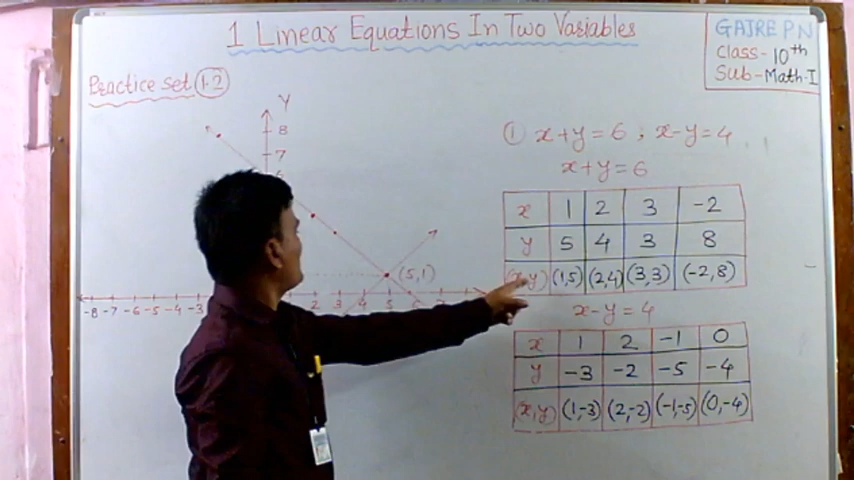 1 Linear Equations In Two Variables
GAJRE P N
Class-10th
Sub-Math-I
Practice Set 1.2
Y
8
7
(5,1)
-8 -7 -6 -5 -4 -3 2 3 4 5 6 7
① x+y=6 ; x-y=4
x+y=6
x 1 2 3 -2
y 5 4 3 8
(x,y) (1,5) (2,4) (3,3) (-2,8)
x-y=4
x 1 2 -1 0
y -3 -2 -5 -4
(x,y) (1,-3) (2,-2) (-1,-5) (0,-4)